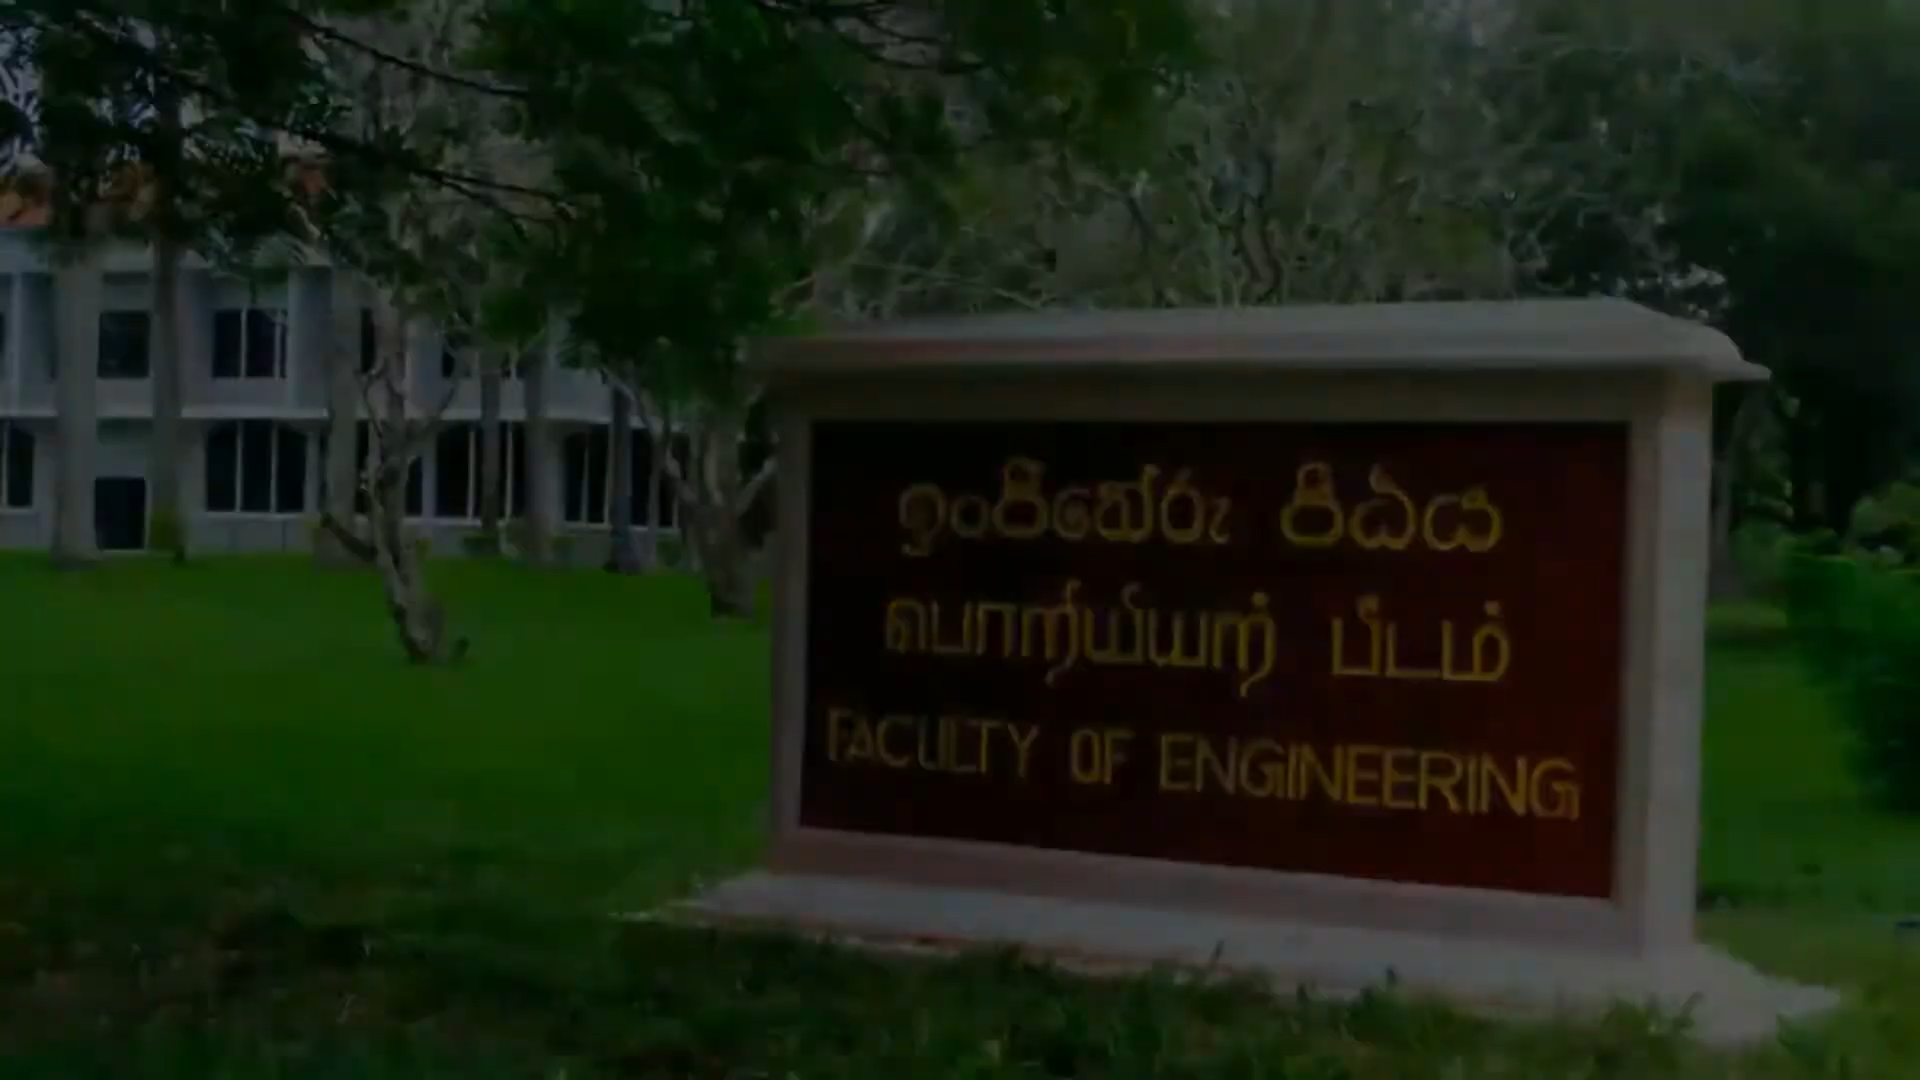 ඉංජිනේරු පීඨය
பொறியியற் பீடம்
FACULTY OF ENGINEERING